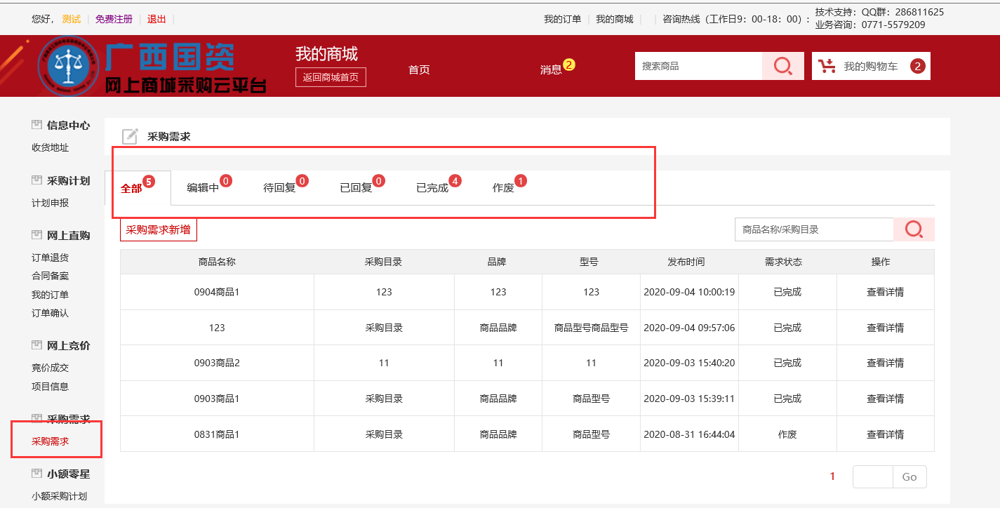 您好， 测试 免费注册 退出
我的订单 我的商城 咨询热线（工作日9：00-18：00）：
技术支持：QQ群：286811625
业务咨询：0771-5579209
广西国资
网上商城采购云平台
我的商城
返回商城首页
首页
消息 2
搜索商品
我的购物车 2
信息中心
收货地址
采购计划
计划申报
网上直购
订单退货
合同备案
我的订单
订单确认
网上竞价
竞价成交
项目信息
采购需求
采购需求
小额零星
小额采购计划
采购需求
全部 5 编辑中 0 待回复 0 已回复 0 已完成 4 作废 1
采购需求新增
商品名称/采购目录
商品名称 采购目录 品牌 型号 发布时间 需求状态 操作
0904商品1 123 123 123 2020-09-04 10:00:19 已完成 查看详情
123 采购目录 商品品牌 商品型号商品型号 2020-09-04 09:57:06 已完成 查看详情
0903商品2 11 11 11 2020-09-03 15:40:20 已完成 查看详情
0903商品1 采购目录 商品品牌 商品型号 2020-09-03 15:39:11 已完成 查看详情
0831商品1 采购目录 商品品牌 商品型号 2020-08-31 16:44:04 作废 查看详情
1 Go